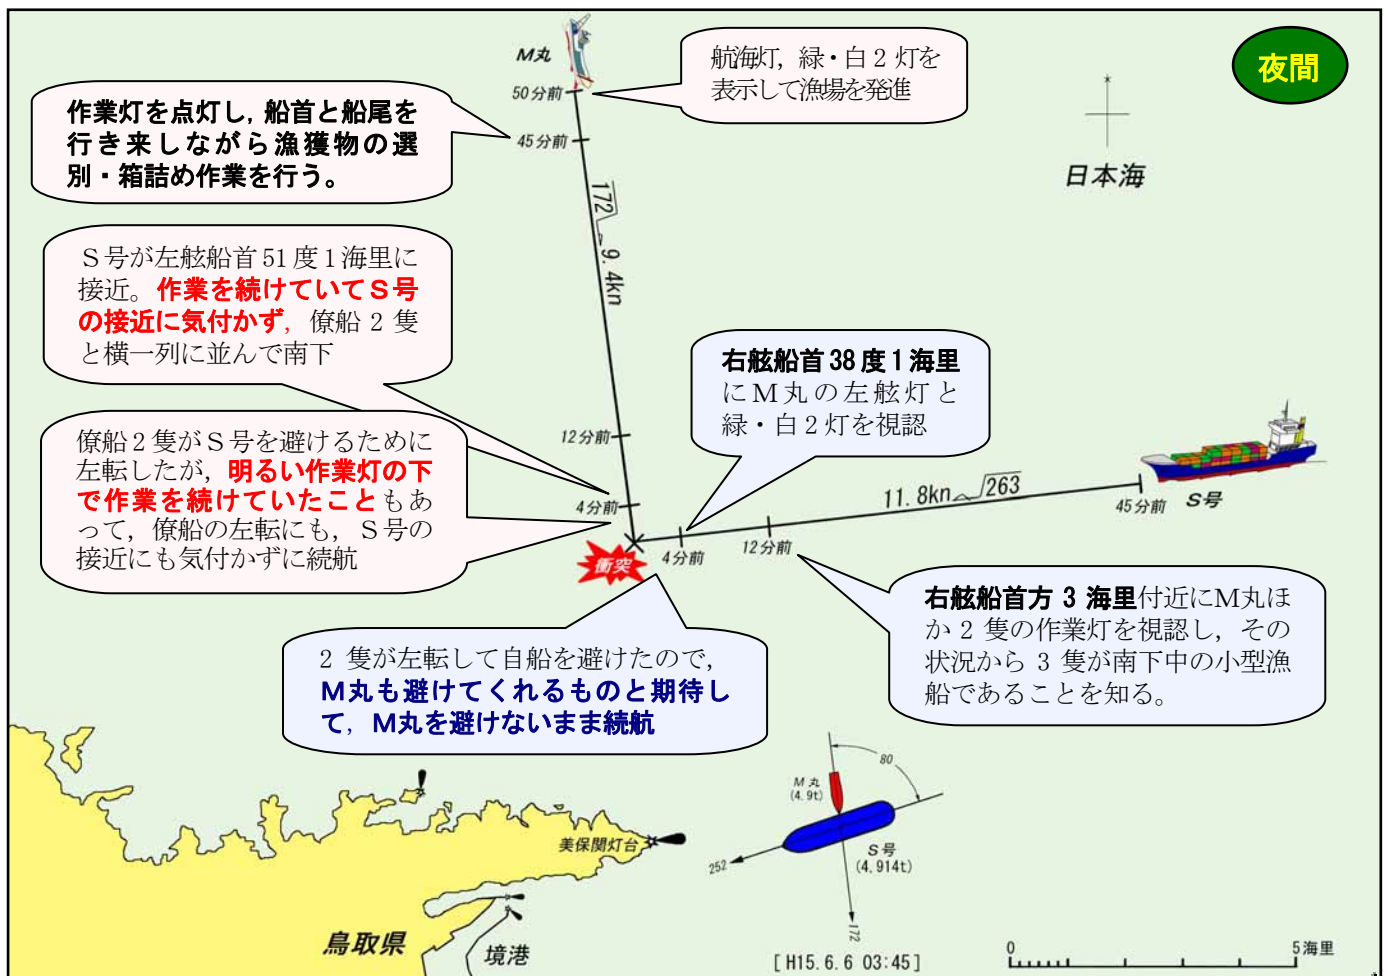 夜間
M丸
航海灯，緑・白２灯を
表示して漁場を発進
50分前
作業灯を点灯し，船首と船尾を
行き来しながら漁獲物の選
別・箱詰め作業を行う。
45分前
日本海
172
9.4kn
Ｓ号が左舷船首51度１海里に
接近。作業を続けていてＳ号
の接近に気付かず，僚船２隻
と横一列に並んで南下
右舷船首38度１海里
にＭ丸の左舷灯と
緑・白２灯を視認
12分前
僚船２隻がＳ号を避けるために
左転したが，明るい作業灯の下
で作業を続けていたこともあ
って，僚船の左転にも，Ｓ号の
接近にも気付かずに続航
4分前
11.8kn
263
45分前
S号
衝突
4分前
12分前
右舷船首方３海里付近にＭ丸ほ
か２隻の作業灯を視認し，その
状況から３隻が南下中の小型漁
船であることを知る。
２隻が左転して自船を避けたので，
Ｍ丸も避けてくれるものと期待し
て，Ｍ丸を避けないまま続航
80
M丸
(4.9t)
美保関灯台
S号
(4,914t)
252
172
鳥取県
境港
[H15.6.6 03:45]
0
5海里